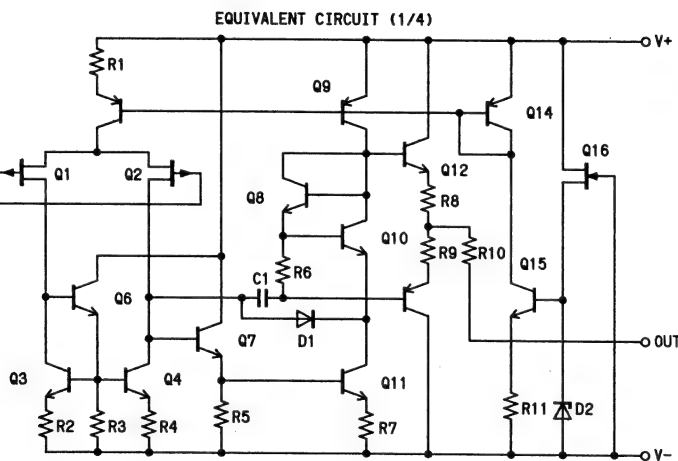 EQUIVALENT CIRCUIT (1/4)
V+
R1
Q9
Q14
Q16
Q1
Q2
Q12
Q8
R8
Q10
R9
R10
Q15
R6
C1
Q6
D1
Q7
OUT
Q3
Q4
Q11
R2
R3
R4
R5
R7
R11
D2
V-